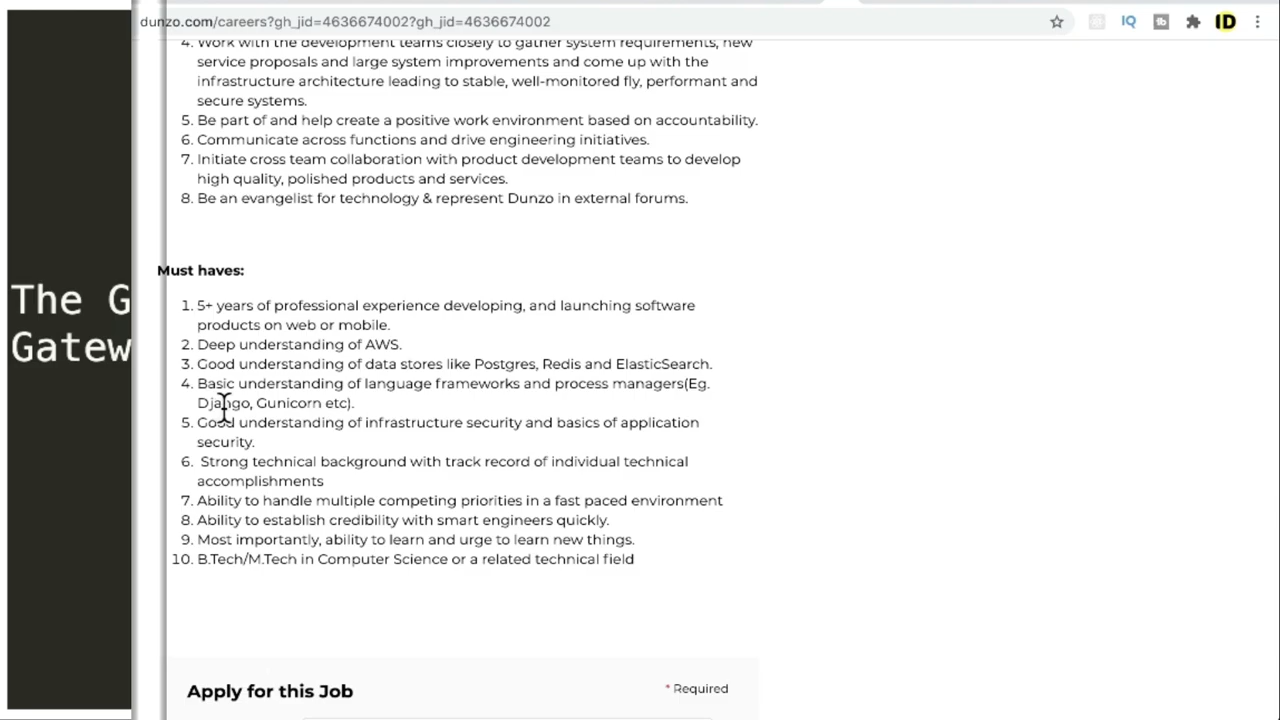 dunzo.com/careers?gh_jid=4636674002?gh_jid=4636674002
IQ
ID
4. Work with the development teams closely to gather system requirements, new
service proposals and large system improvements and come up with the
infrastructure architecture leading to stable, well-monitored fly, performant and
secure systems.
5. Be part of and help create a positive work environment based on accountability.
6. Communicate across functions and drive engineering initiatives.
7. Initiate cross team collaboration with product development teams to develop
high quality, polished products and services.
8. Be an evangelist for technology & represent Dunzo in external forums.
Must haves:
The G
Gatew
1. 5+ years of professional experience developing, and launching software
products on web or mobile.
2. Deep understanding of AWS.
3. Good understanding of data stores like Postgres, Redis and ElasticSearch.
4. Basic understanding of language frameworks and process managers(Eg.
Django, Gunicorn etc).
5. Good understanding of infrastructure security and basics of application
security.
6. Strong technical background with track record of individual technical
accomplishments
7. Ability to handle multiple competing priorities in a fast paced environment
8. Ability to establish credibility with smart engineers quickly.
9. Most importantly, ability to learn and urge to learn new things.
10. B.Tech/M.Tech in Computer Science or a related technical field
Apply for this Job
* Required